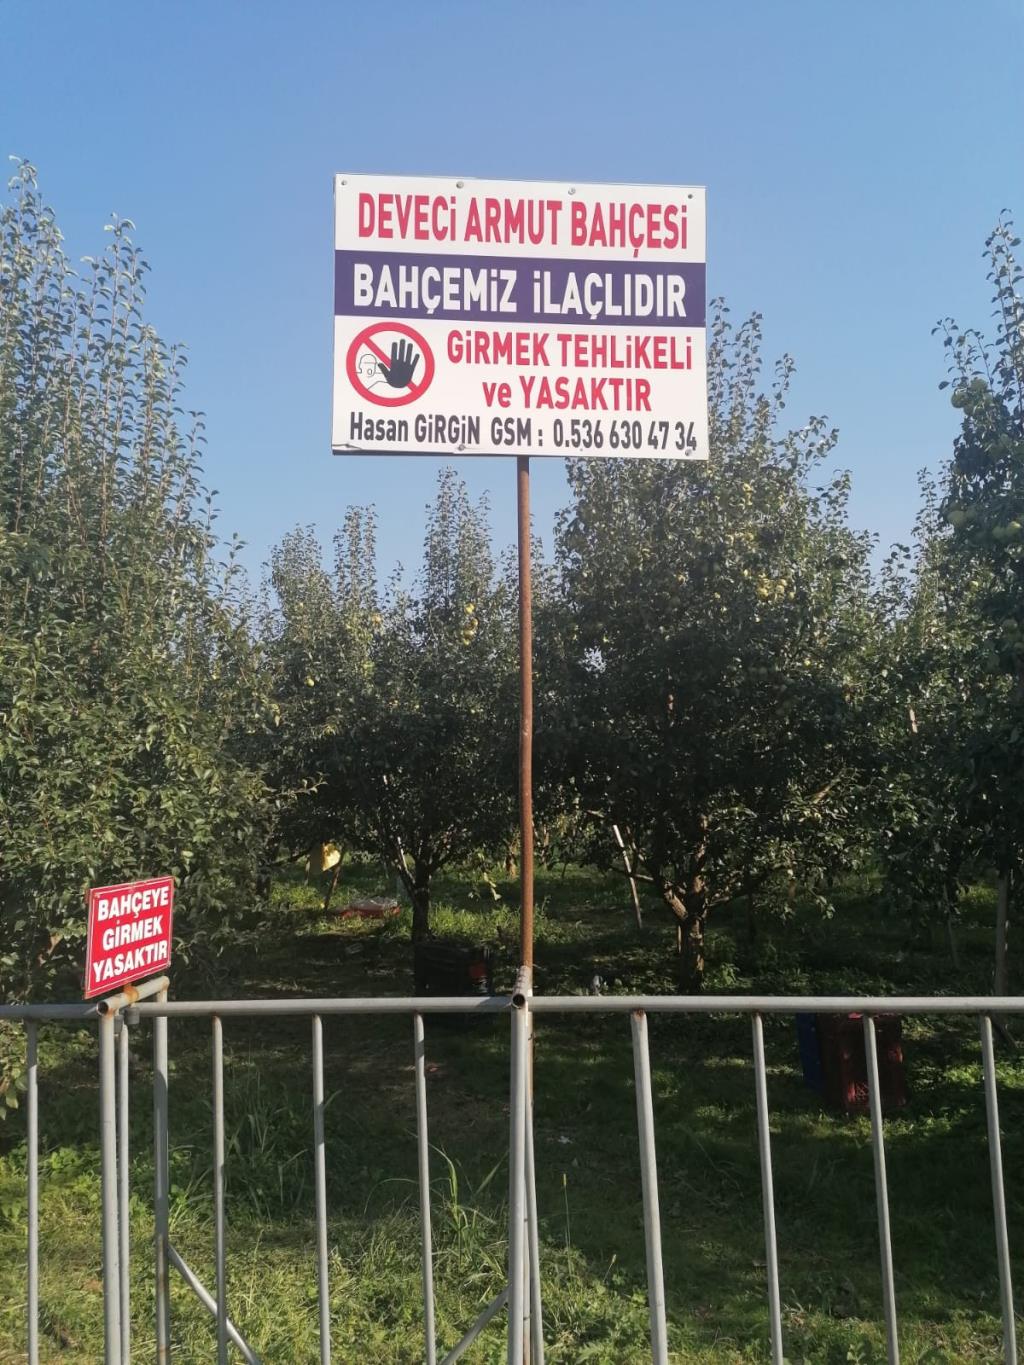 DEVECİ ARMUT BAHÇESİ
BAHÇEMİZ İLAÇLIDIR
GİRMEK TEHLİKELİ
ve YASAKTIR
Hasan GİRGİN GSM : 0.536 630 47 34
BAHÇEYE
GİRMEK
YASAKTIR